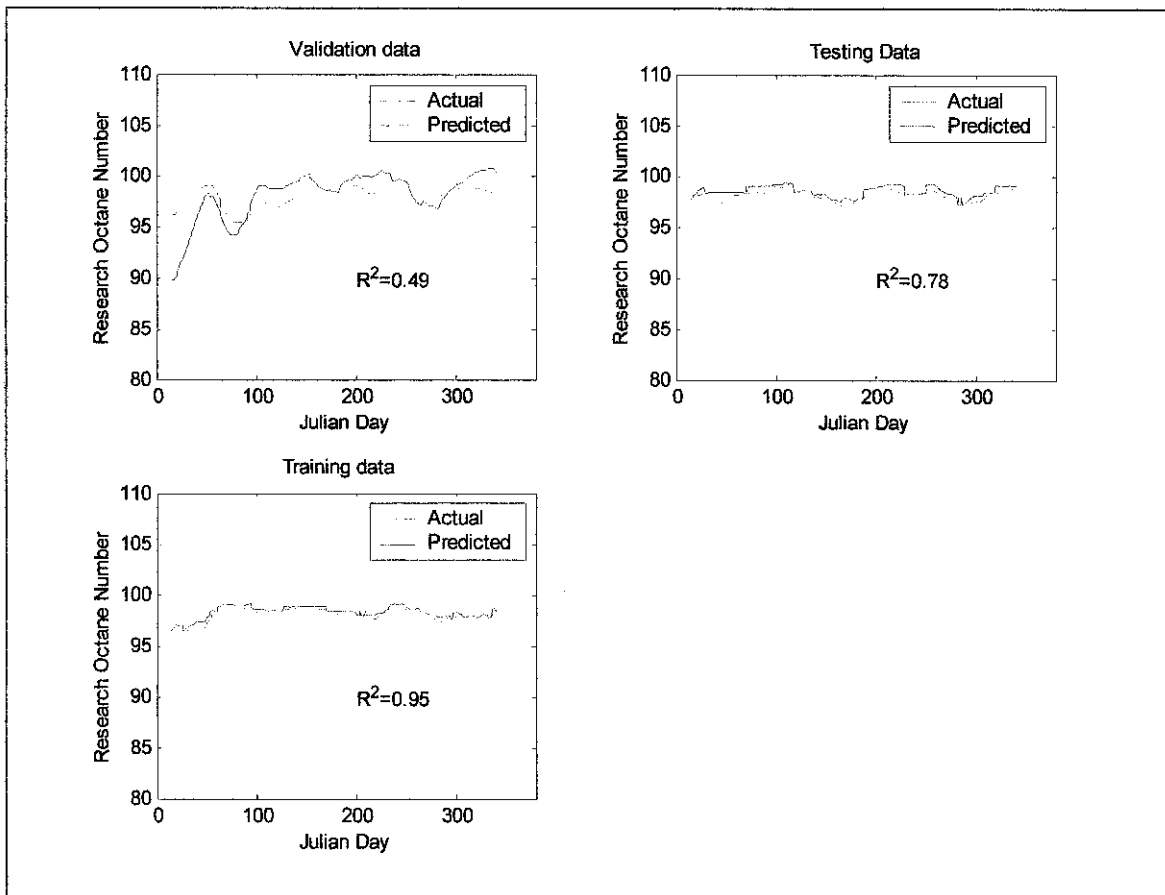 Validation data
110
105
100
95
90
85
80
Research Octane Number
Actual
Predicted
R²=0.49
0
100
200
300
Julian Day
Testing Data
110
105
100
95
90
85
80
Research Octane Number
Actual
Predicted
R²=0.78
0
100
200
300
Julian Day
Training data
110
105
100
95
90
85
80
Research Octane Number
Actual
Predicted
R²=0.95
0
100
200
300
Julian Day